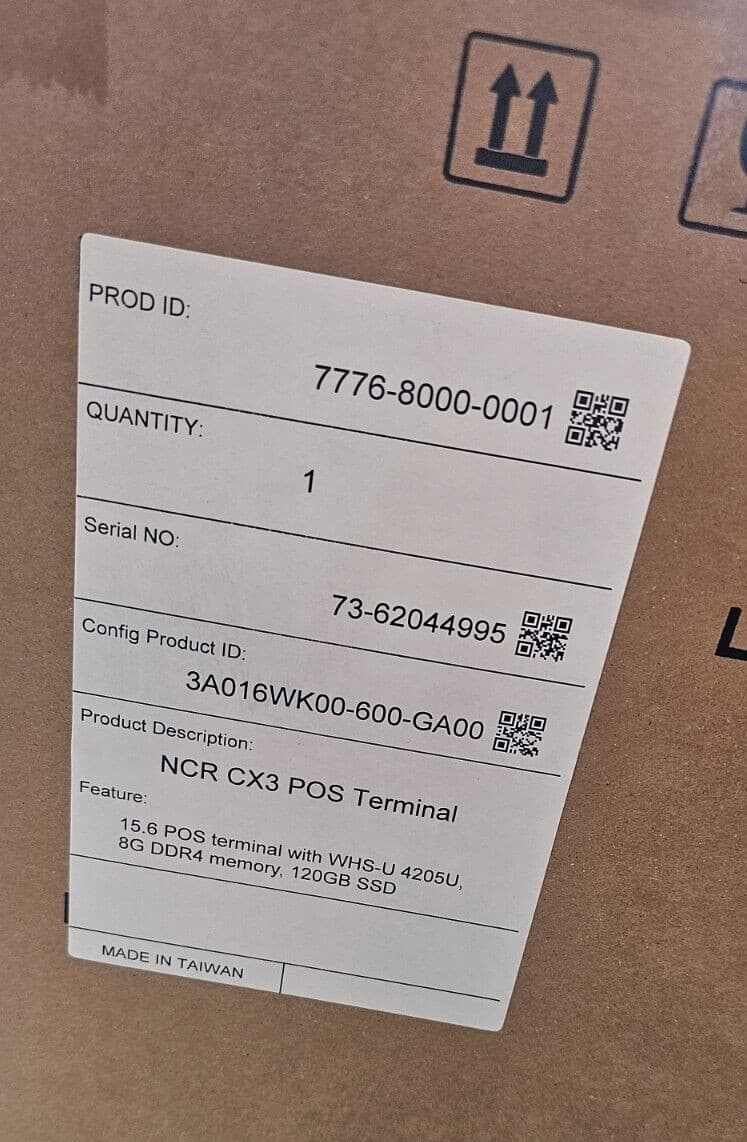 PROD ID:
7776-8000-0001
QUANTITY:
1
Serial NO:
73-62044995
Config Product ID:
3A016WK00-600-GA00
Product Description:
NCR CX3 POS Terminal
Feature:
15.6 POS terminal with WHS-U 4205U,
8G DDR4 memory, 120GB SSD
MADE IN TAIWAN